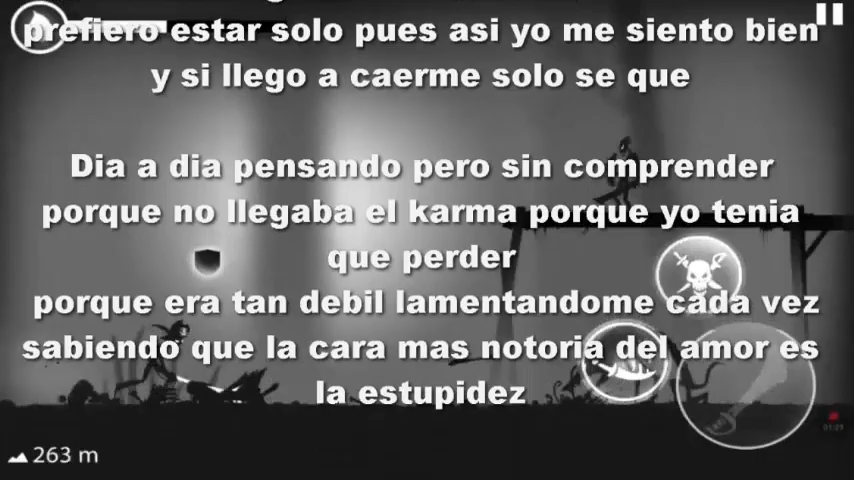 prefiero estar solo pues asi yo me siento bien
y si llego a caerme solo se que
Dia a dia pensando pero sin comprender
porque no llegaba el karma porque yo tenia
que perder
porque era tan debil lamentandome cada vez
sabiendo que la cara mas notoria del amor es
la estupidez
263 m
01:29